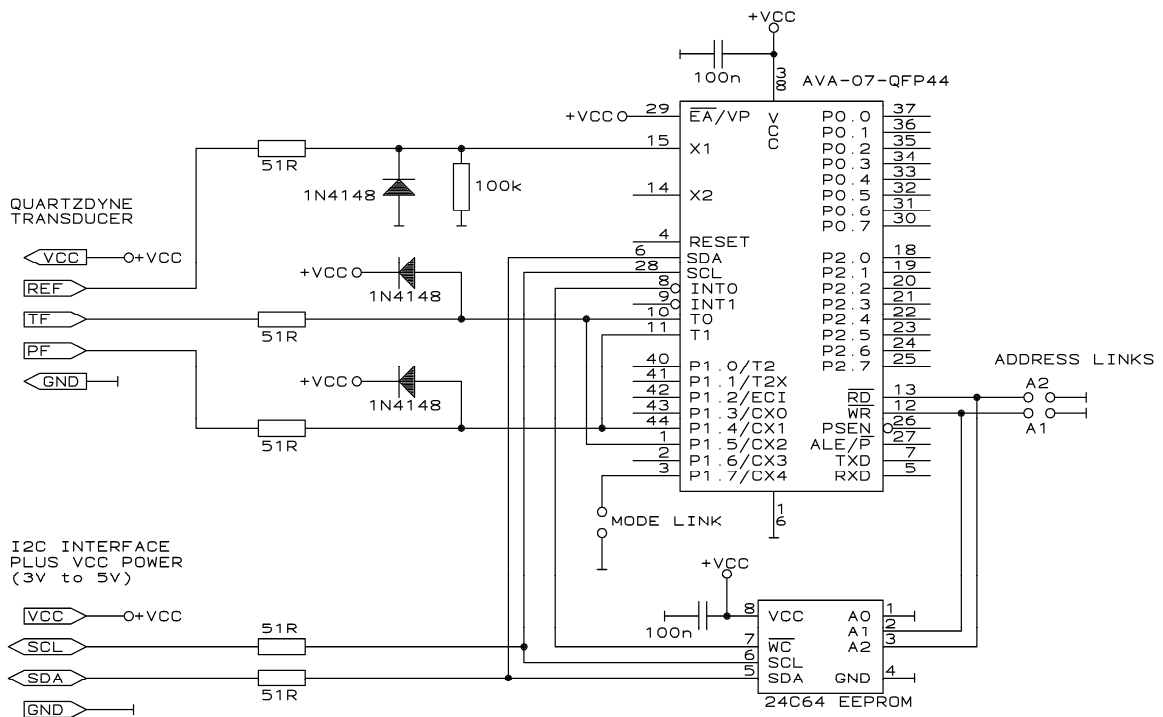 +VCC
100n
3
8
AVA-07-QFP44
+VCC
29
EA/VP
V
C
C
P0.0
37
P0.1
36
51R
15
X1
P0.2
35
P0.3
34
1N4148
100k
P0.4
33
14
X2
P0.5
32
P0.6
31
P0.7
30
QUARTZDYNE
TRANSDUCER
VCC
+VCC
REF
TF
PF
GND
4
RESET
6
SDA
P2.0
18
+VCC
28
SCL
P2.1
19
1N4148
8
INT0
P2.2
20
9
INT1
P2.3
21
51R
10
T0
P2.4
22
11
T1
P2.5
23
P2.6
24
P2.7
25
+VCC
1N4148
51R
40
P1.0/T2
41
P1.1/T2X
42
P1.2/ECI
43
P1.3/CX0
44
P1.4/CX1
1
P1.5/CX2
2
P1.6/CX3
3
P1.7/CX4
RD
13
WR
12
PSEN
26
ALE/P
27
TXD
7
RXD
5
ADDRESS LINKS
A2
A1
MODE LINK
1
6
I2C INTERFACE
PLUS VCC POWER
(3V to 5V)
VCC
+VCC
SCL
51R
SDA
51R
GND
+VCC
100n
8
VCC
7
WC
6
SCL
5
SDA
A0
1
A1
2
A2
3
GND
4
24C64 EEPROM